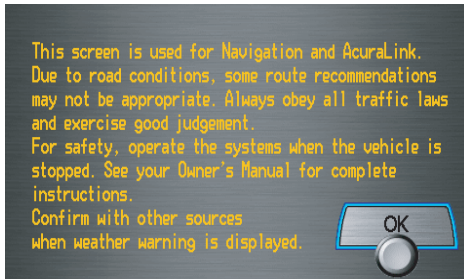 This screen is used for Navigation and AcuraLink.
Due to road conditions, some route recommendations
may not be appropriate. Always obey all traffic laws
and exercise good judgement.
For safety, operate the systems when the vehicle is
stopped. See your Owner's Manual for complete
instructions.
Confirm with other sources
when weather warning is displayed.
OK